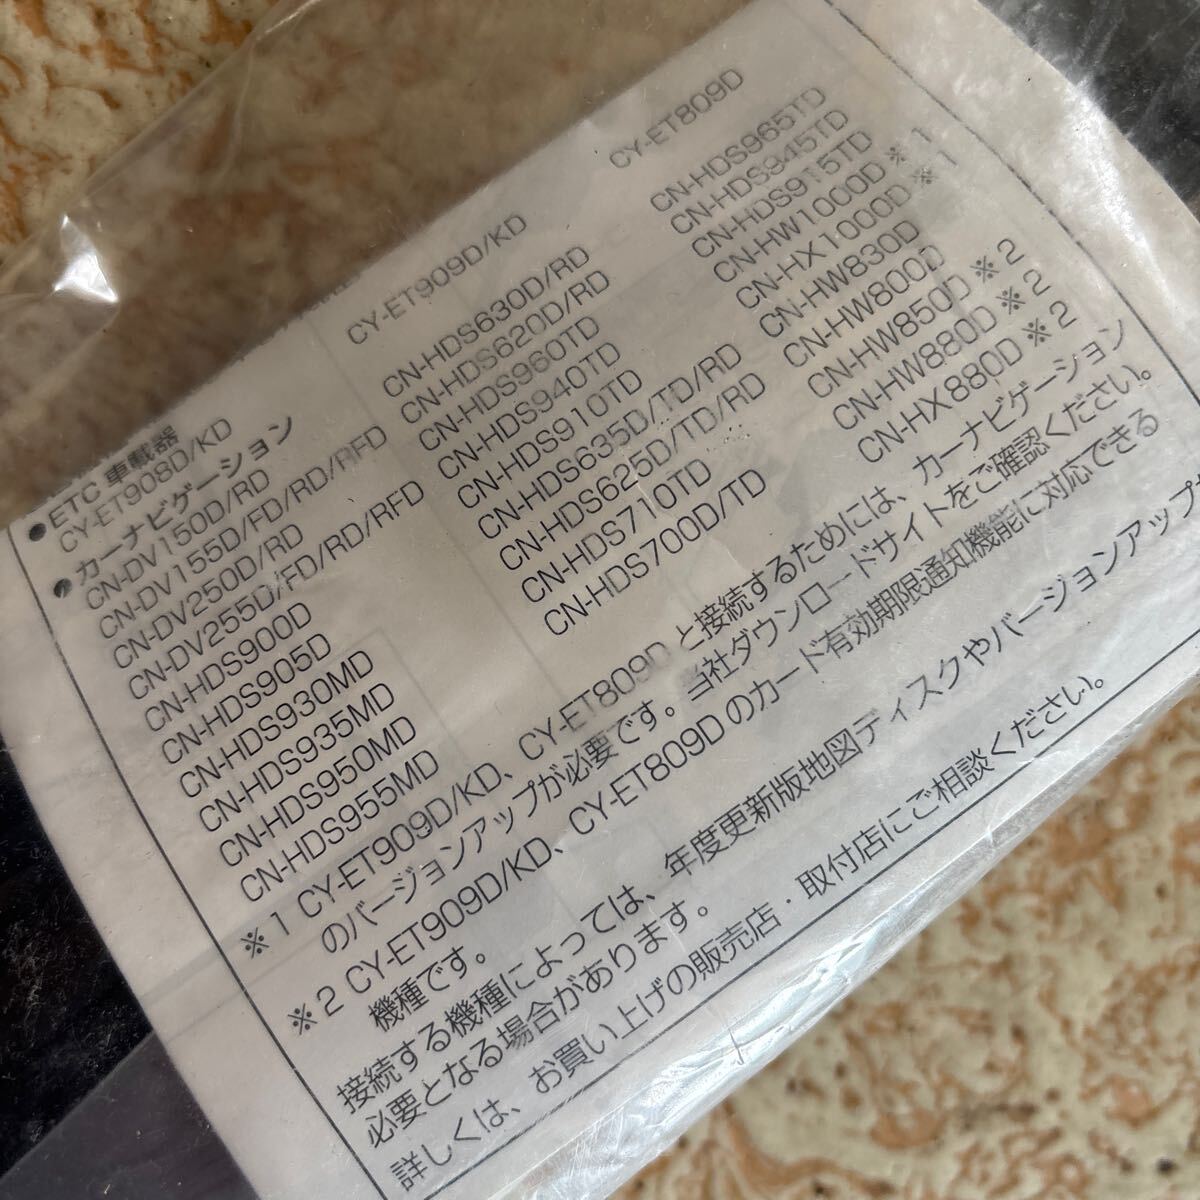 ● ETC 車載器
CY-ET908D/KD
CY-ET909D/KD
CY-ET809D
● カーナビゲーション
CN-DV150D/RD
CN-DV155D/FD/RD/RFD
CN-DV250D/RD
CN-DV255D/FD/RD/RFD
CN-HDS900D
CN-HDS905D
CN-HDS930MD
CN-HDS935MD
CN-HDS950MD
CN-HDS955MD
CN-HDS630D/RD
CN-HDS620D/RD
CN-HDS960TD
CN-HDS940TD
CN-HDS910TD
CN-HDS635D/TD/RD
CN-HDS625D/TD/RD
CN-HDS710TD
CN-HDS700D/TD
CN-HDS965TD
CN-HDS945TD
CN-HDS915TD
CN-HW1000D ※1
CN-HX1000D ※1
CN-HW830D
CN-HW800D
CN-HW850D ※2
CN-HW880D ※2
CN-HX880D ※2
※1 CY-ET909D/KD、CY-ET809D と接続するためには、カーナビゲーション
のバージョンアップが必要です。当社ダウンロードサイトをご確認ください。
※2 CY-ET909D/KD、CY-ET809D のカード有効期限通知機能に対応できる
機種です。
接続する機種によっては、年度更新版地図ディスクやバージョンアップ
必要となる場合があります。
詳しくは、お買い上げの販売店・取付店にご相談ください。